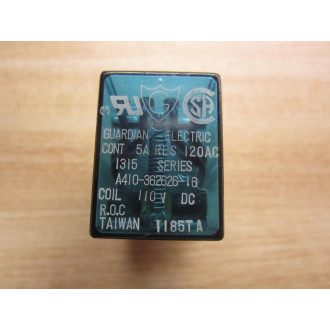 GUARDIAN ELECTRIC
CONT 5A RES 120AC
1315 SERIES
A410-362626-16
COIL 110V DC
R.O.C
TAIWAN 1185TA